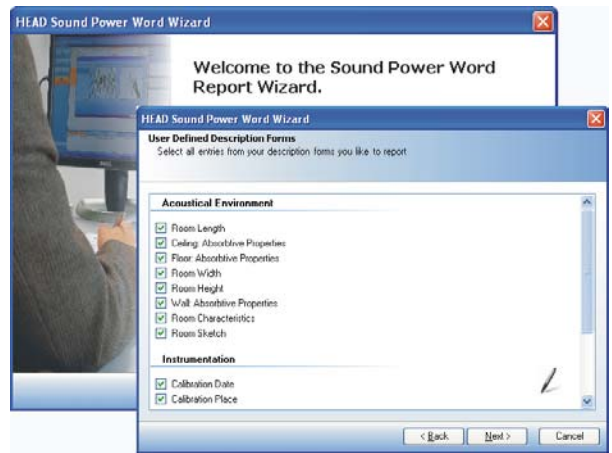 HEAD Sound Power Word Wizard
Welcome to the Sound Power Word
Report Wizard.
HEAD Sound Power Word Wizard
User Defined Description Forms
Select all entries from your description forms you like to report
Acoustical Environment
Room Length
Ceiling: Absorbtive Properties
Floor: Absorbtive Properties
Room Width
Room Height
Wall: Absorbtive Properties
Room Characteristics
Room Sketch
Instrumentation
Calibration Date
Calibration Place
< Back
Next >
Cancel